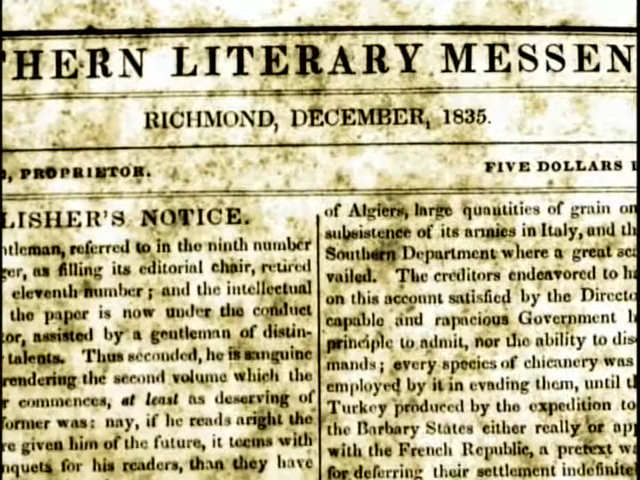 HERN LITERARY MESSEN
RICHMOND, DECEMBER, 1835.
PROPRIETOR.
FIVE DOLLARS
LISHER'S NOTICE.
tleman, referred to in the ninth number
ger, as filling its editorial chair, retired
eleventh number; and the intellectual
the paper is now under the conduct
tor, assisted by a gentleman of distin-
talents. Thus seconded, he is sanguine
rendering the second volume which the
r commences, at least as deserving of
former was: nay, if he reads aright the
re given him of the future, it teems with
nquets for his readers, than they have
of Algiers, large quantities of grain on
subsistence of its armies in Italy, and th
Southern Department where a great sca
vailed. The creditors endeavored to ha
on this account satisfied by the Directo
capable and rapacious Government h
principle to admit, nor the ability to dis
mands; every species of chicanery was
employed by it in evading them, until t
Turkey produced by the expedition to
the Barbary States either really or app
with the French Republic, a pretext wa
for deferring their settlement indefinite